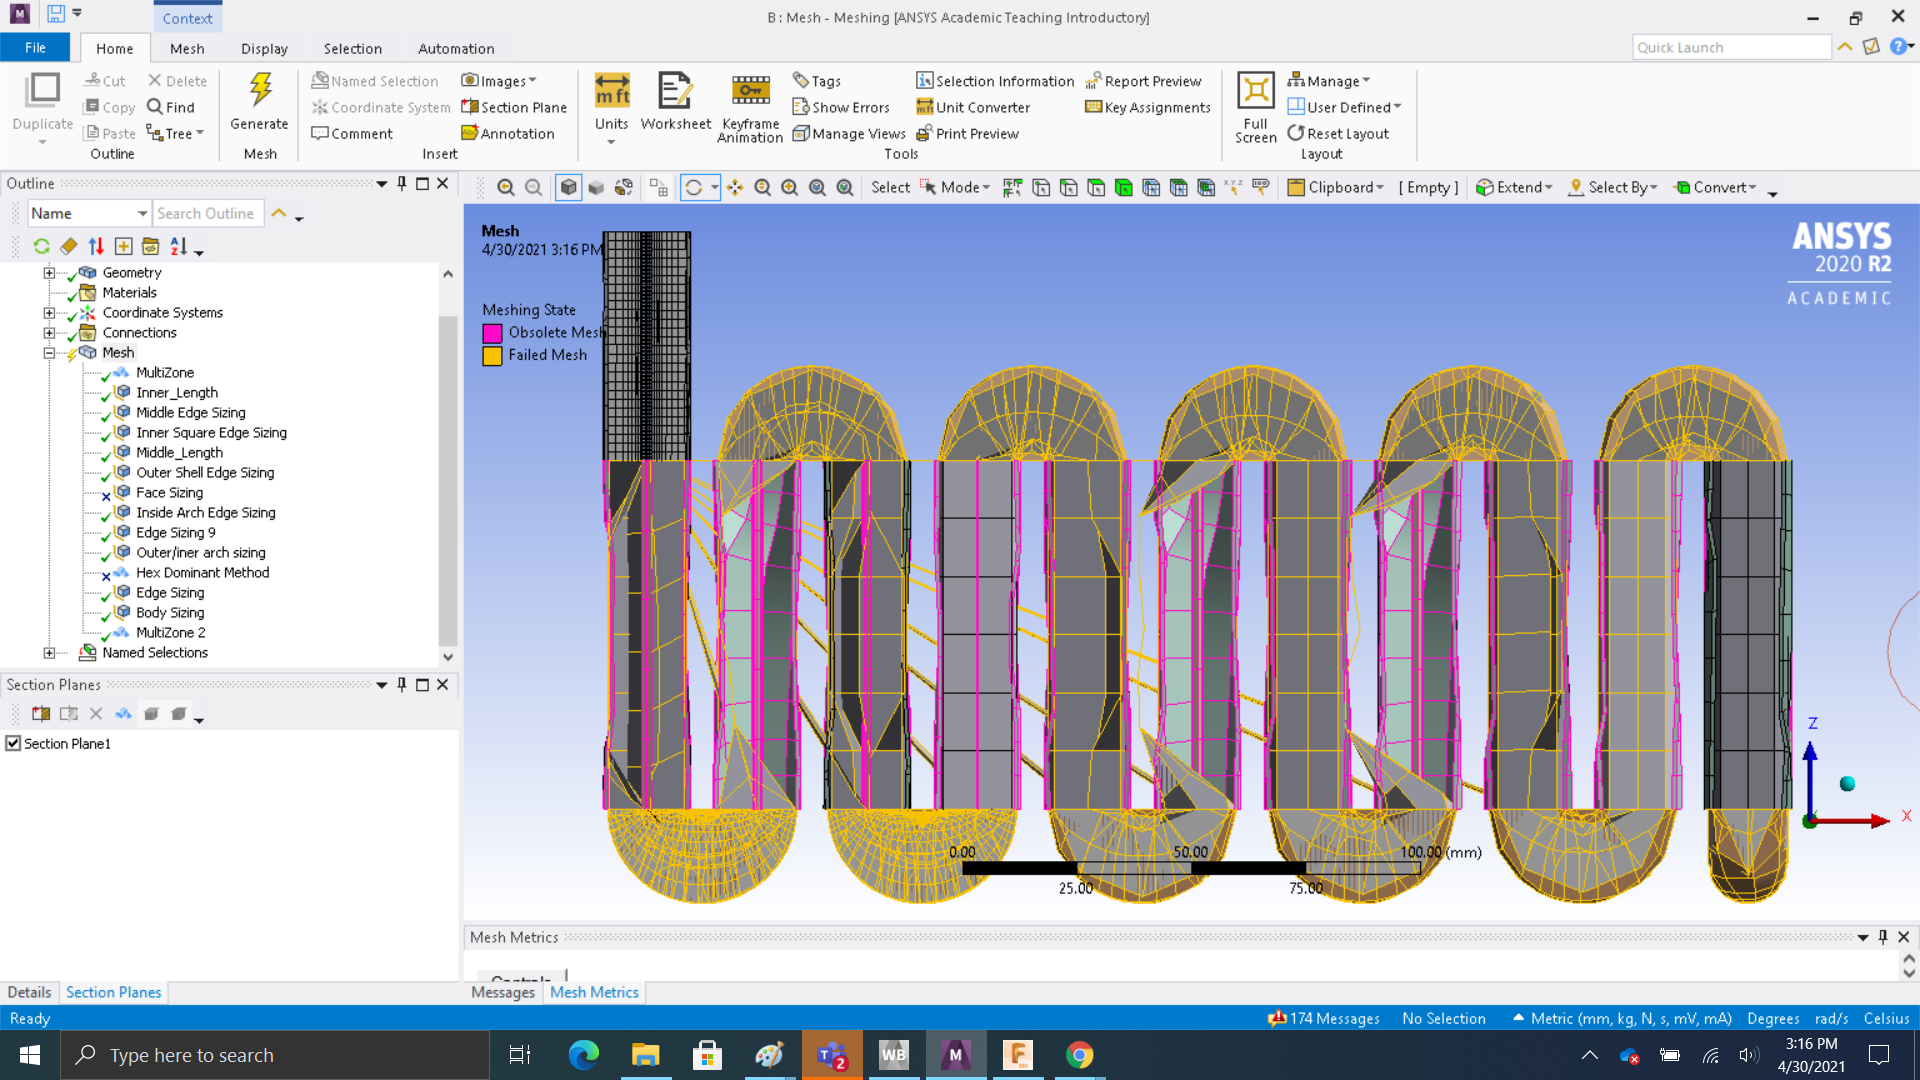 Context
B : Mesh - Meshing [ANSYS Academic Teaching Introductory]
File
Home
Mesh
Display
Selection
Automation
Quick Launch
Duplicate
Cut
Copy
Paste
Delete
Find
Tree
Outline
Generate
Mesh
Named Selection
Coordinate System
Comment
Images
Section Plane
Annotation
Insert
Units
Worksheet
Keyframe
Animation
Tags
Show Errors
Manage Views
Selection Information
Unit Converter
Print Preview
Report Preview
Key Assignments
Tools
Full
Screen
Manage
User Defined
Reset Layout
Layout
Outline
Name
Search Outline
Select
Mode
Clipboard
[ Empty ]
Extend
Select By
Convert
Geometry
Materials
Coordinate Systems
Connections
Mesh
MultiZone
Inner_Length
Middle Edge Sizing
Inner Square Edge Sizing
Middle_Length
Outer Shell Edge Sizing
Face Sizing
Inside Arch Edge Sizing
Edge Sizing 9
Outer/iner arch sizing
Hex Dominant Method
Edge Sizing
Body Sizing
MultiZone 2
Named Selections
Section Planes
Section Plane1
Details
Section Planes
Mesh
4/30/2021 3:16 PM
Meshing State
Obsolete Mesh
Failed Mesh
ANSYS
2020 R2
ACADEMIC
Z
X
0.00
50.00
100.00 (mm)
25.00
75.00
Mesh Metrics
Controls
Messages
Mesh Metrics
Ready
174 Messages
No Selection
Metric (mm, kg, N, s, mV, mA)
Degrees
rad/s
Celsius
Type here to search
3:16 PM
4/30/2021